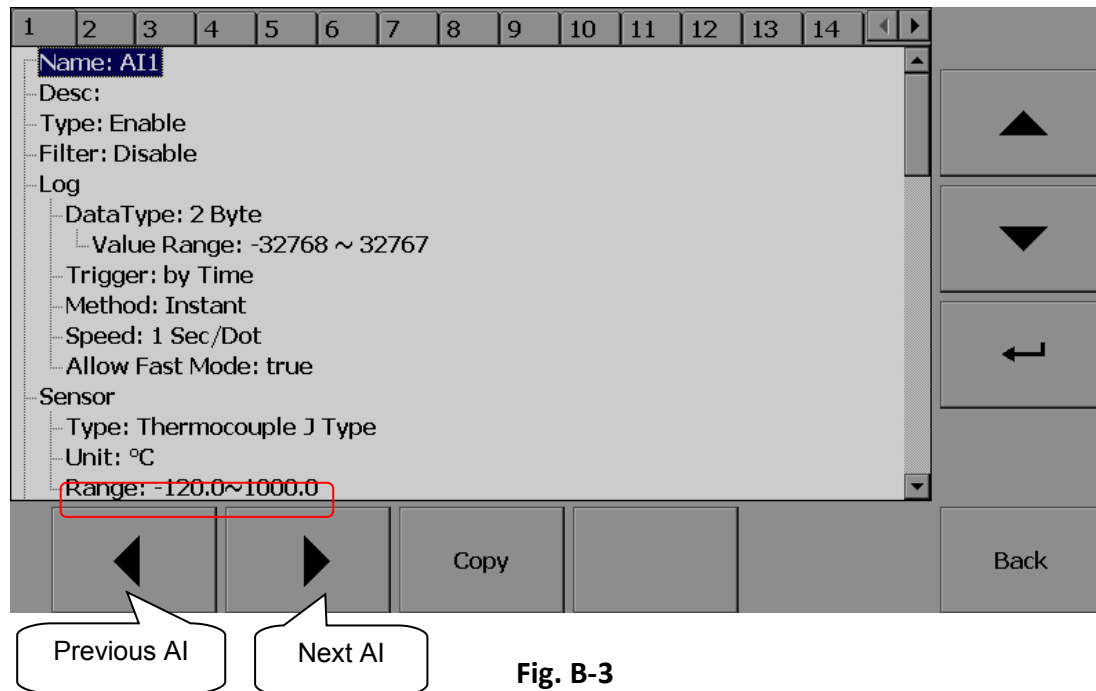 1 2 3 4 5 6 7 8 9 10 11 12 13 14
Name: AI1
Desc:
Type: Enable
Filter: Disable
Log
DataType: 2 Byte
Value Range: -32768 ~ 32767
Trigger: by Time
Method: Instant
Speed: 1 Sec/Dot
Allow Fast Mode: true
Sensor
Type: Thermocouple J Type
Unit: °C
Range: -120.0~1000.0
Copy
Back
Previous AI
Next AI
Fig. B-3